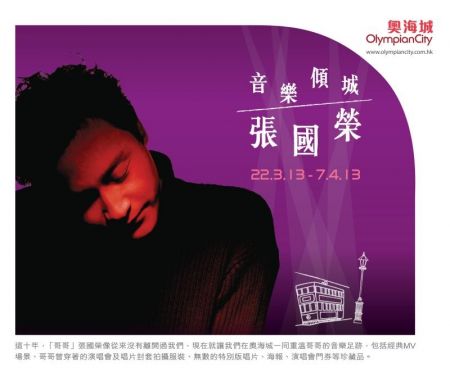 奧海城
OlympianCity
www.olympiancity.com.hk
音樂傾城
張國榮
22.3.13 - 7.4.13
這十年，「哥哥」張國榮像從來沒有離開過我們，現在就讓我們在奧海城一同重溫哥哥的音樂足跡，包括經典MV
場景、哥哥曾穿著的演唱會及唱片封套拍攝服裝、無數的特別版唱片、海報、演唱會門券等珍藏品。